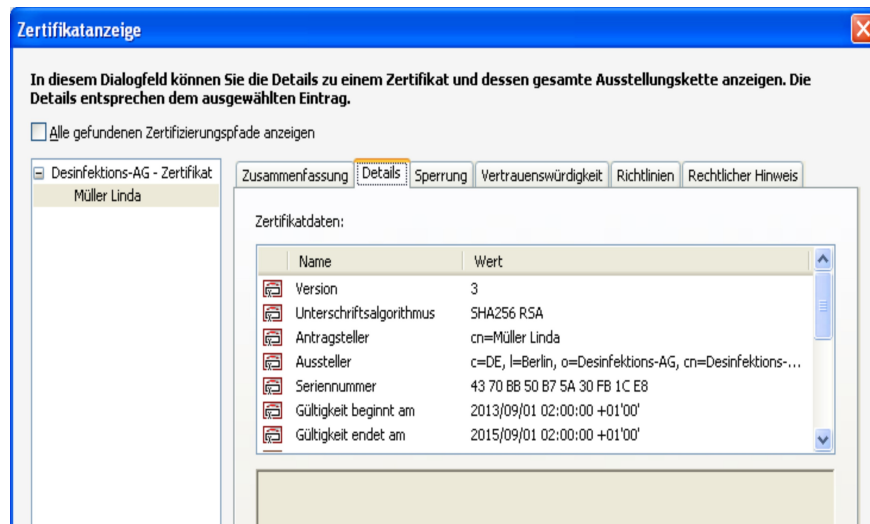 Zertifikatanzeige
In diesem Dialogfeld können Sie die Details zu einem Zertifikat und dessen gesamte Ausstellungskette anzeigen. Die
Details entsprechen dem ausgewählten Eintrag.
Alle gefundenen Zertifizierungspfade anzeigen
Desinfektions-AG - Zertifikat
Müller Linda
Zusammenfassung Details Sperrung Vertrauenswürdigkeit Richtlinien Rechtlicher Hinweis
Zertifikatdaten:
Name Wert
Version 3
Unterschriftsalgorithmus SHA256 RSA
Antragsteller cn=Müller Linda
Aussteller c=DE, l=Berlin, o=Desinfektions-AG, cn=Desinfektions-...
Seriennummer 43 70 BB 50 B7 5A 30 FB 1C E8
Gültigkeit beginnt am 2013/09/01 02:00:00 +01'00'
Gültigkeit endet am 2015/09/01 02:00:00 +01'00'